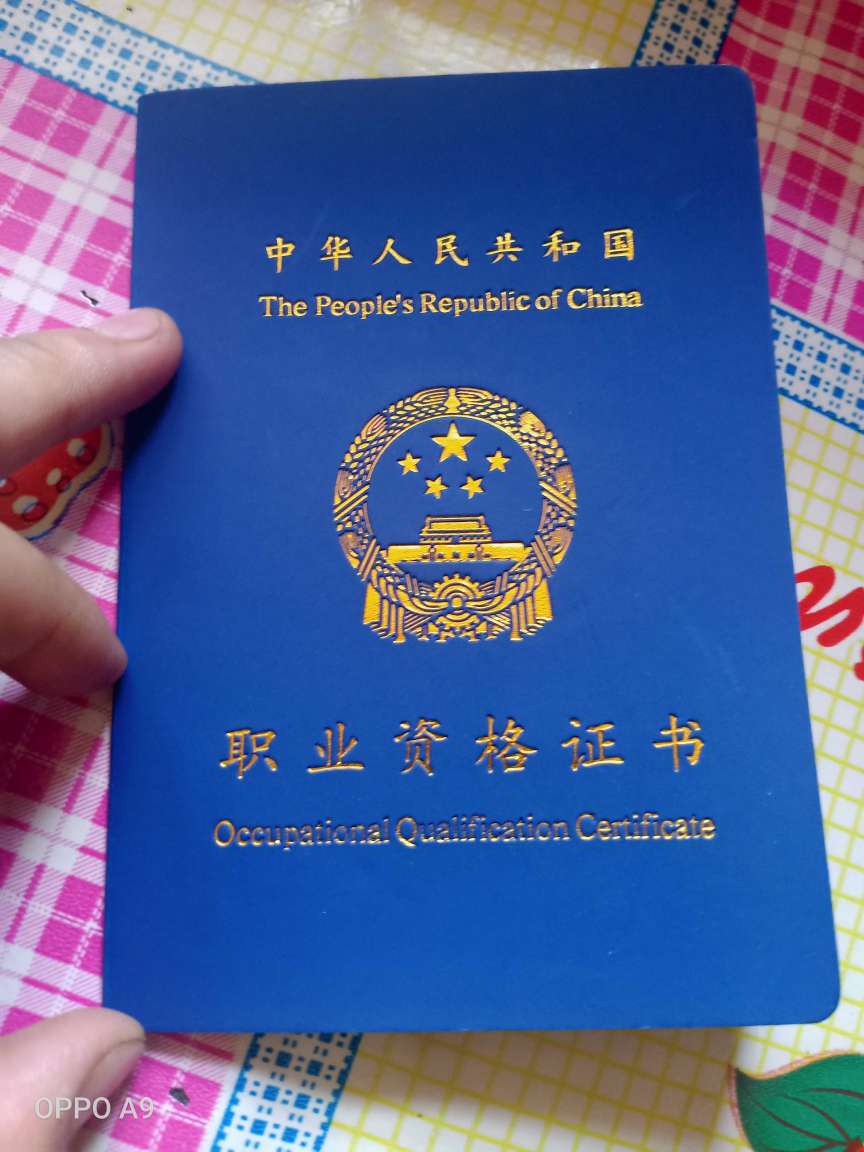 中华人民共和国
The People's Republic of China
职业资格证书
Occupational Qualification Certificate
OPPO A9